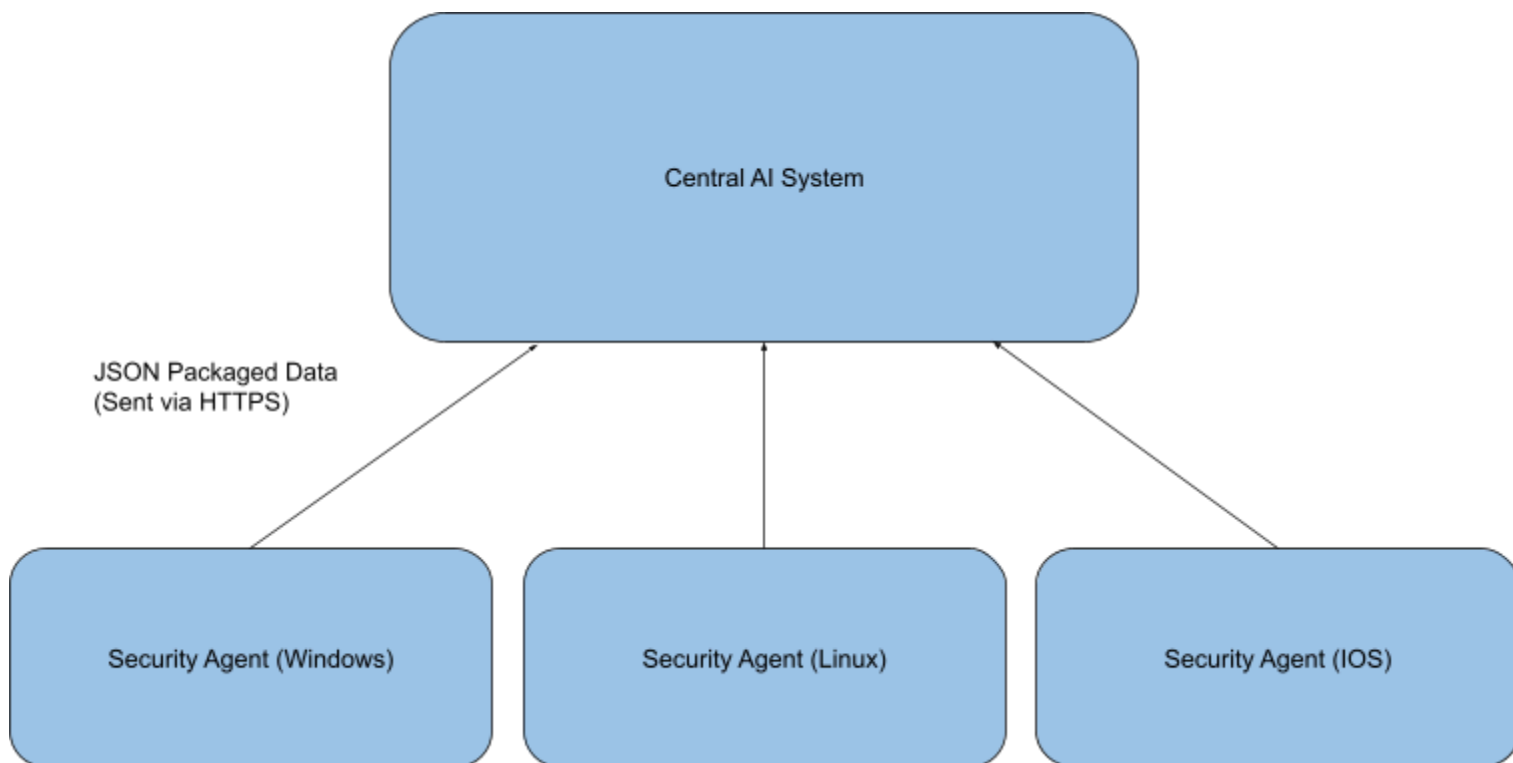 Central AI System
JSON Packaged Data
(Sent via HTTPS)
Security Agent (Windows)
Security Agent (Linux)
Security Agent (IOS)